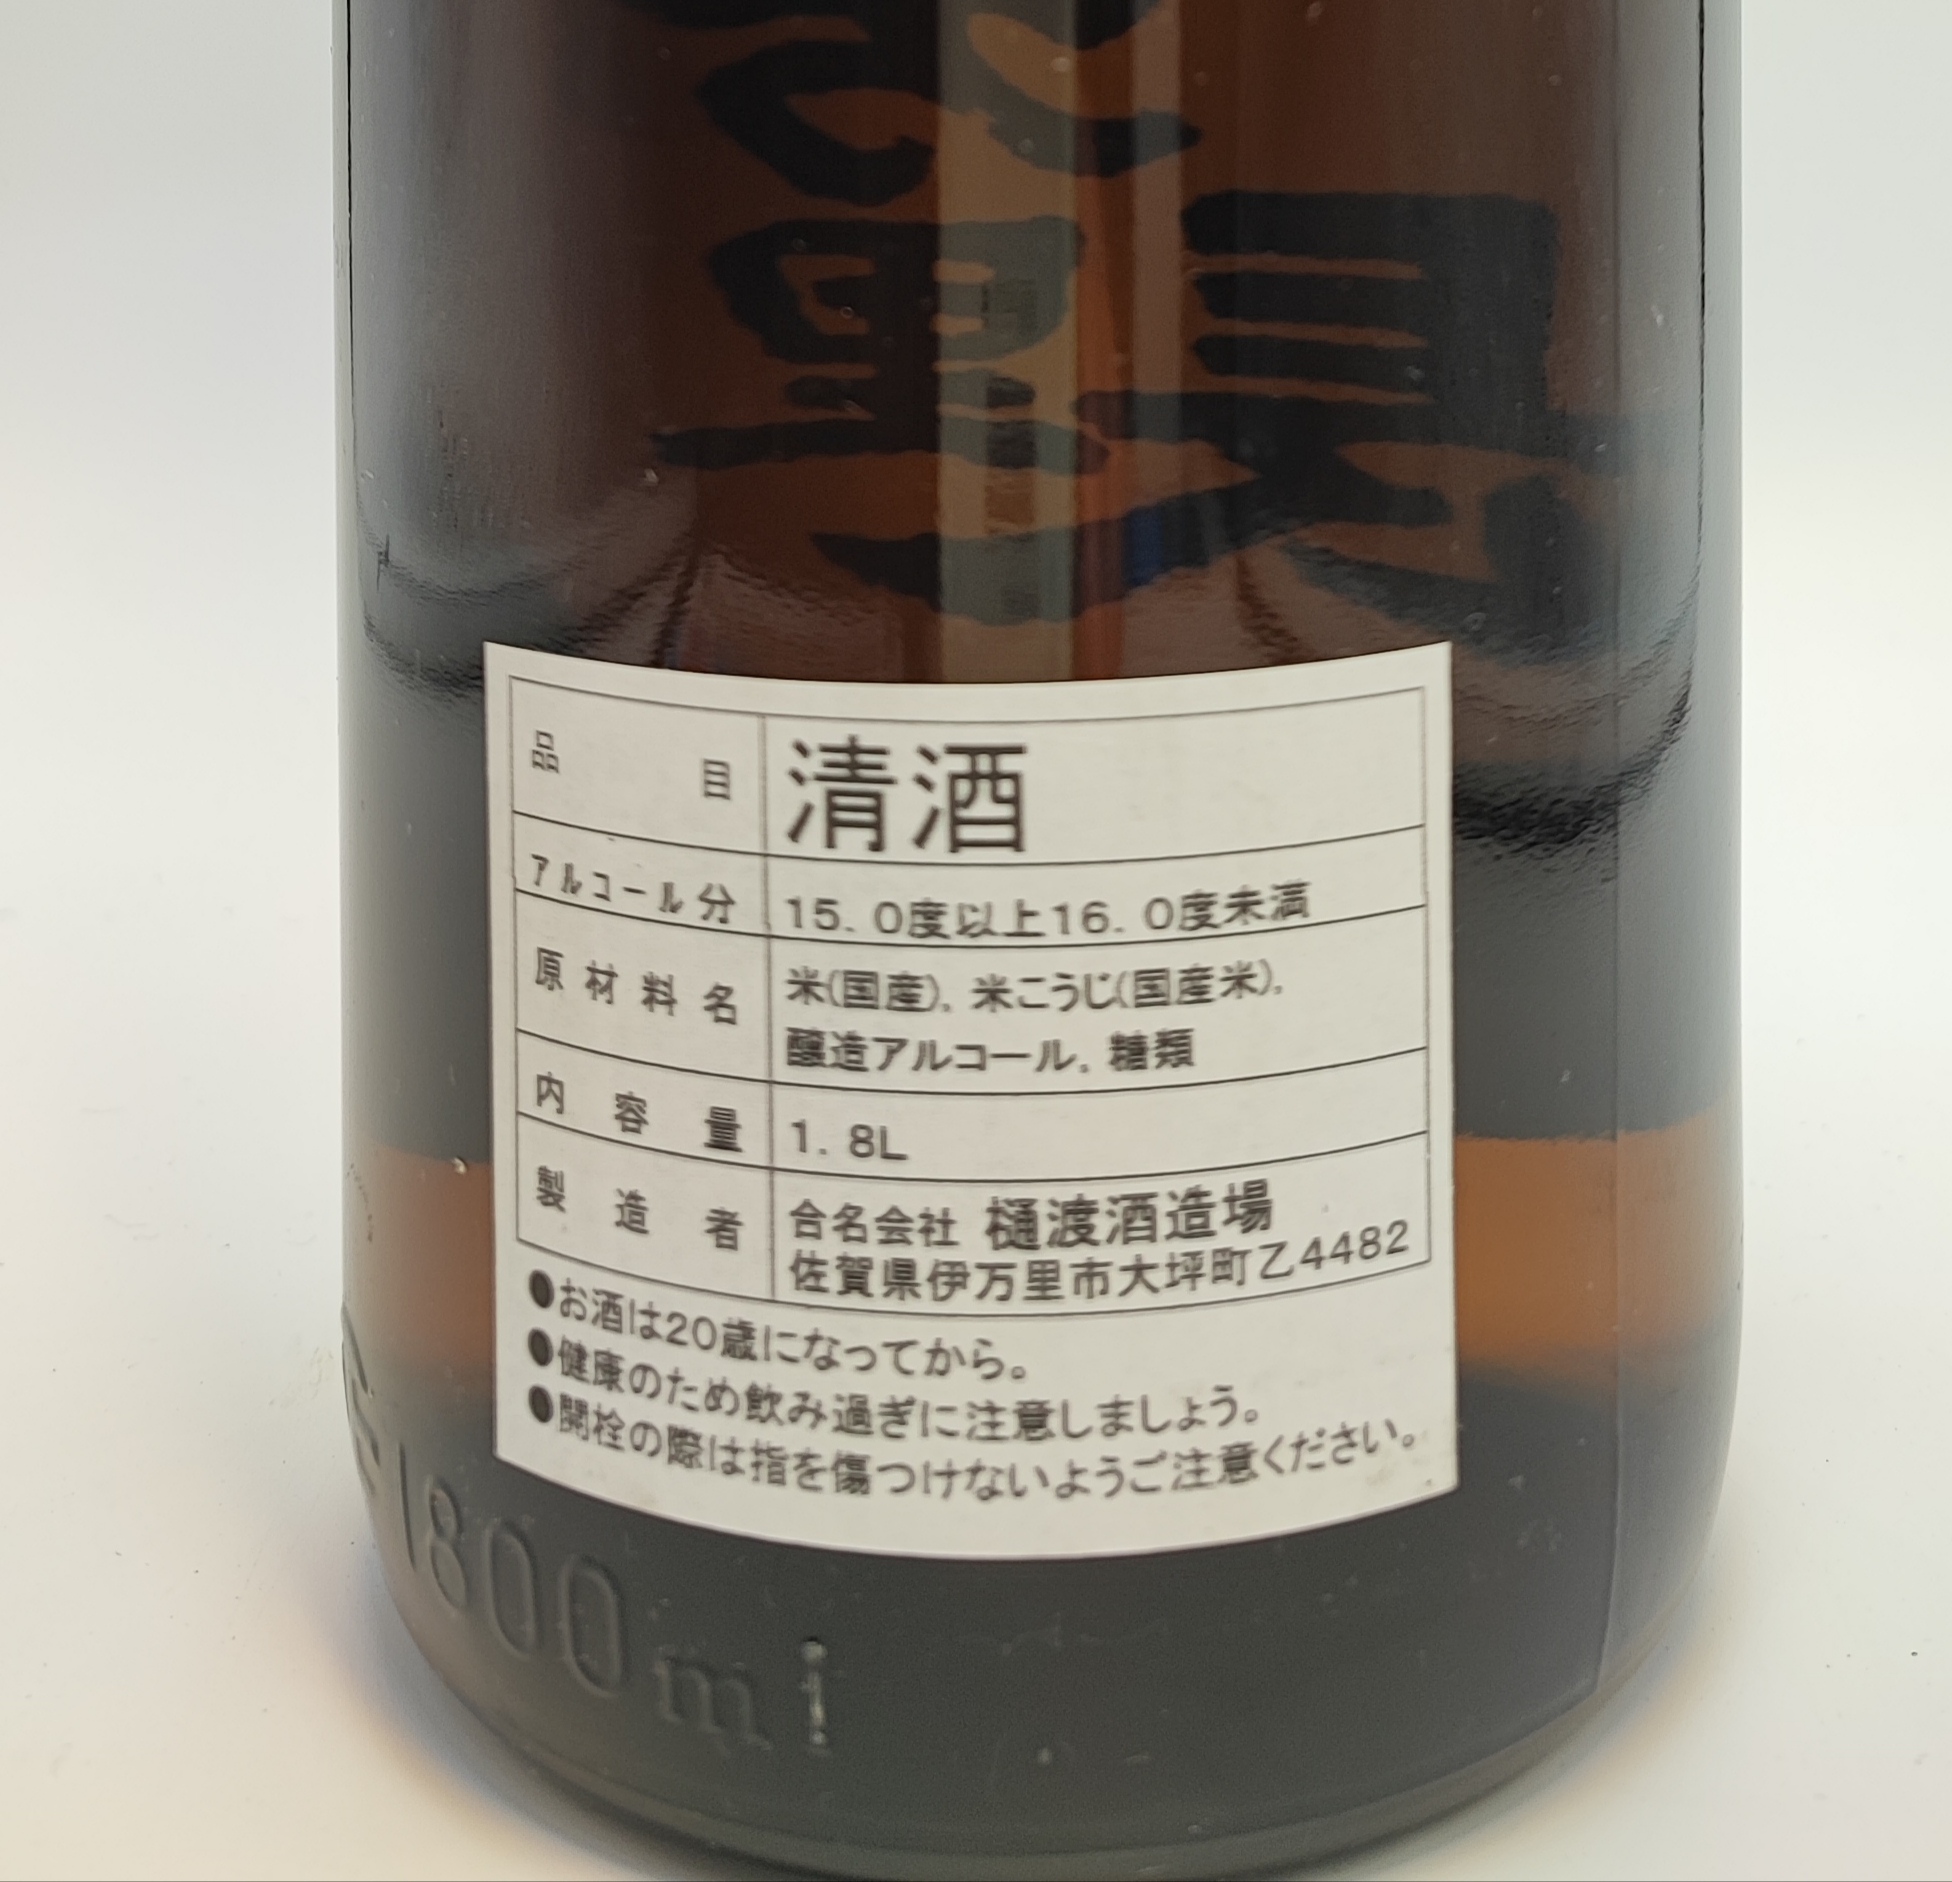 品目 清酒
アルコール分 15.0度以上16.0度未満
原材料名 米(国産), 米こうじ(国産米),
醸造アルコール, 糖類
内容量 1.8L
製造者 合名会社 樋渡酒造場
佐賀県伊万里市大坪町乙4482
●お酒は20歳になってから。
●健康のため飲み過ぎに注意しましょう。
●開栓の際は指を傷つけないようご注意ください。
1800ml